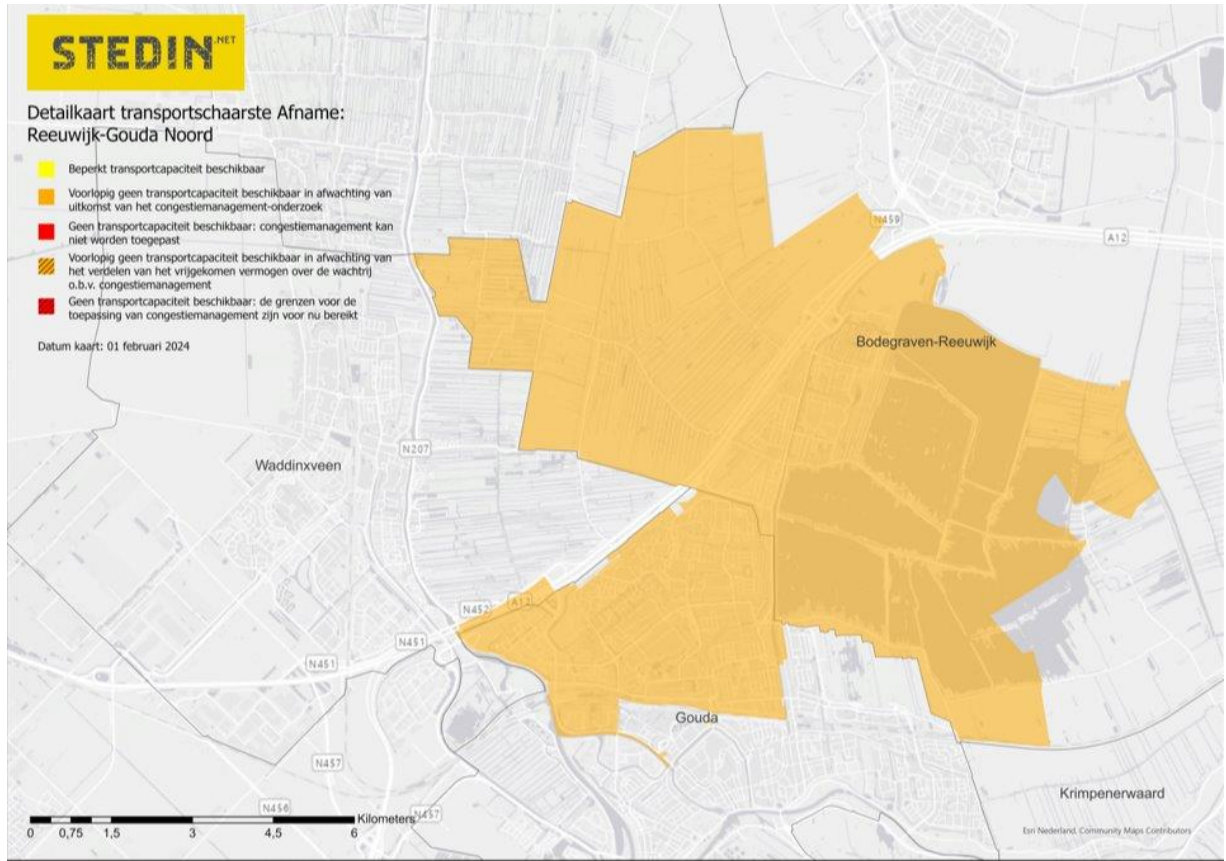 STEDIN.NET
Detailkaart transportschaarste Afname:
Reeuwijk-Gouda Noord
Beperkt transportcapaciteit beschikbaar
Voorlopig geen transportcapaciteit beschikbaar in afwachting van
uitkomst van het congestiemanagement-onderzoek
Geen transportcapaciteit beschikbaar: congestiemanagement kan
niet worden toegepast
Voorlopig geen transportcapaciteit beschikbaar in afwachting van
het verdelen van het vrijgekomen vermogen over de wachtrij
o.b.v. congestiemanagement
Geen transportcapaciteit beschikbaar: de grenzen voor de
toepassing van congestiemanagement zijn voor nu bereikt
Datum kaart: 01 februari 2024
N459
A12
Bodegraven-Reeuwijk
N207
Waddinxveen
N452
A12
N451
N451
Gouda
N457
Krimpenerwaard
N456
N457
Kilometers
0 0,75 1,5 3 4,5 6
Esri Nederland, Community Maps Contributors